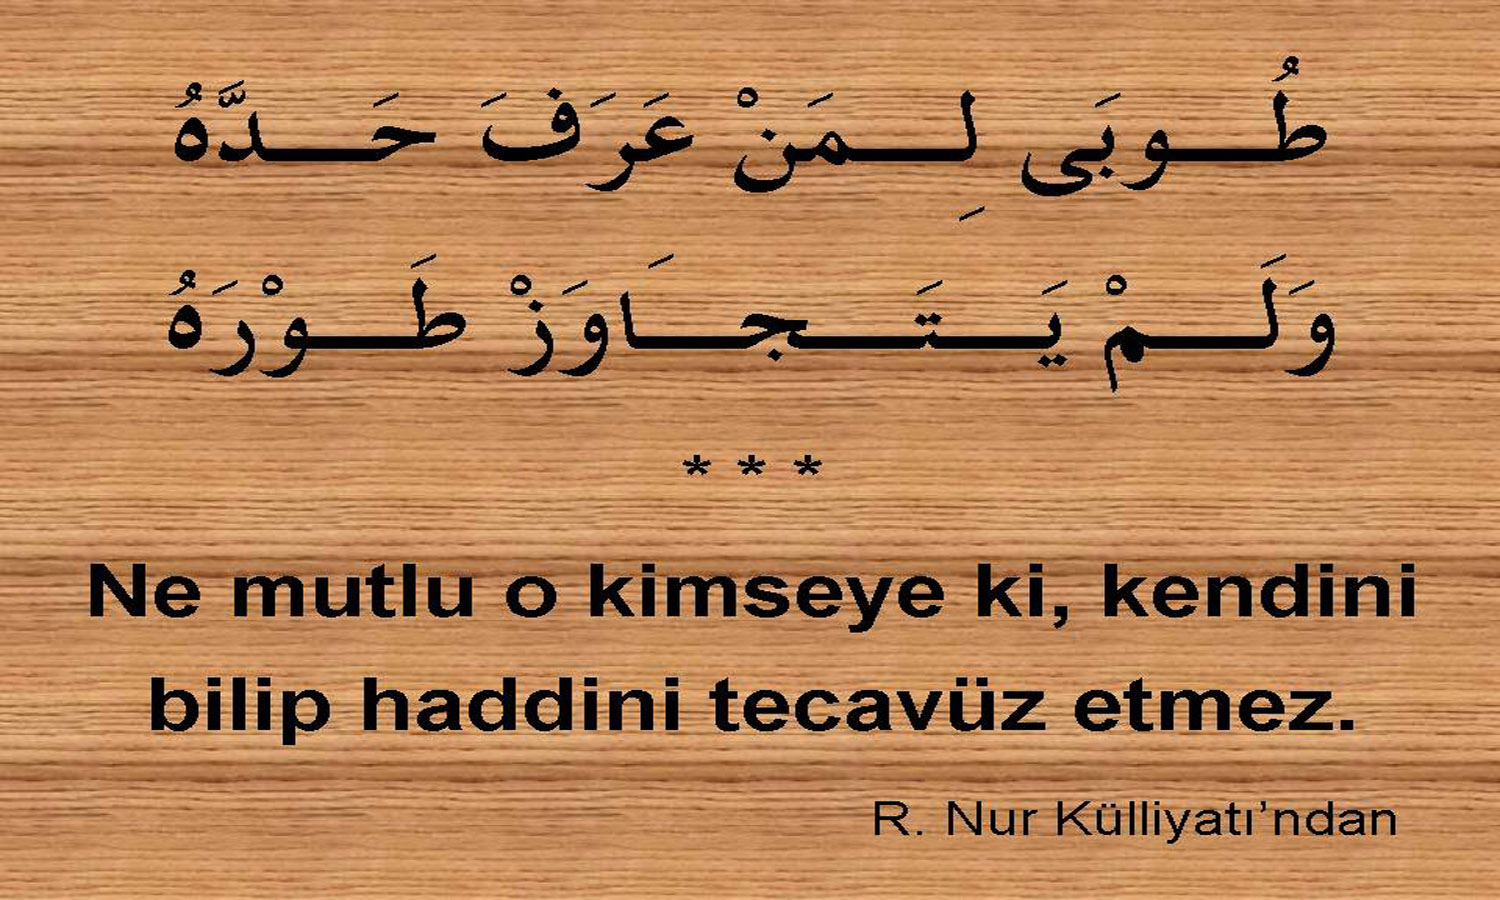 طُوبَى لِمَنْ عَرَفَ حَدَّهُ
وَلَمْ يَتَجَاوَزْ طَوْرَهُ
* * *
Ne mutlu o kimseye ki, kendini
bilip haddini tecavüz etmez.
R. Nur Külliyatı’ndan